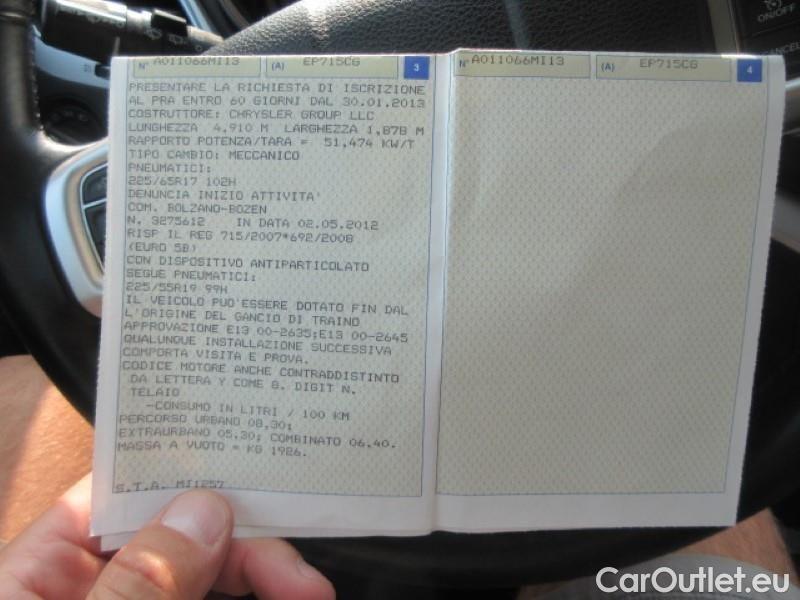 ON/OFF
CANCEL
N° A011066MI13 (A) EP715CG 3
PRESENTARE LA RICHIESTA DI ISCRIZIONE
AL PRA ENTRO 60 GIORNI DAL 30.01.2013
COSTRUTTORE: CHRYSLER GROUP LLC
LUNGHEZZA 4,910 M LARGHEZZA 1,878 M
RAPPORTO POTENZA/TARA = 51,474 KW/T
TIPO CAMBIO: MECCANICO
PNEUMATICI:
225/65R17 102H
DENUNCIA INIZIO ATTIVITA'
COM. BOLZANO-BOZEN
N. 3275612 IN DATA 02.05.2012
RISP IL REG 715/2007*692/2008
(EURO 5B)
CON DISPOSITIVO ANTIPARTICOLATO
SEGUE PNEUMATICI:
225/55R19 99H
IL VEICOLO PUO'ESSERE DOTATO FIN DAL
L'ORIGINE DEL GANCIO DI TRAINO
APPROVAZIONE E13 00-2635;E13 00-2645
QUALUNQUE INSTALLAZIONE SUCCESSIVA
COMPORTA VISITA E PROVA.
CODICE MOTORE ANCHE CONTRADDISTINTO
DA LETTERA Y COME 8. DIGIT N.
TELAIO
-CONSUMO IN LITRI / 100 KM
PERCORSO URBANO 08,30;
EXTRAURBANO 05,30; COMBINATO 06,40.
MASSA A VUOTO = KG 1926.
S.T.A. MI1257
N° A011066MI13 (A) EP715CG 4
CarOutlet.eu